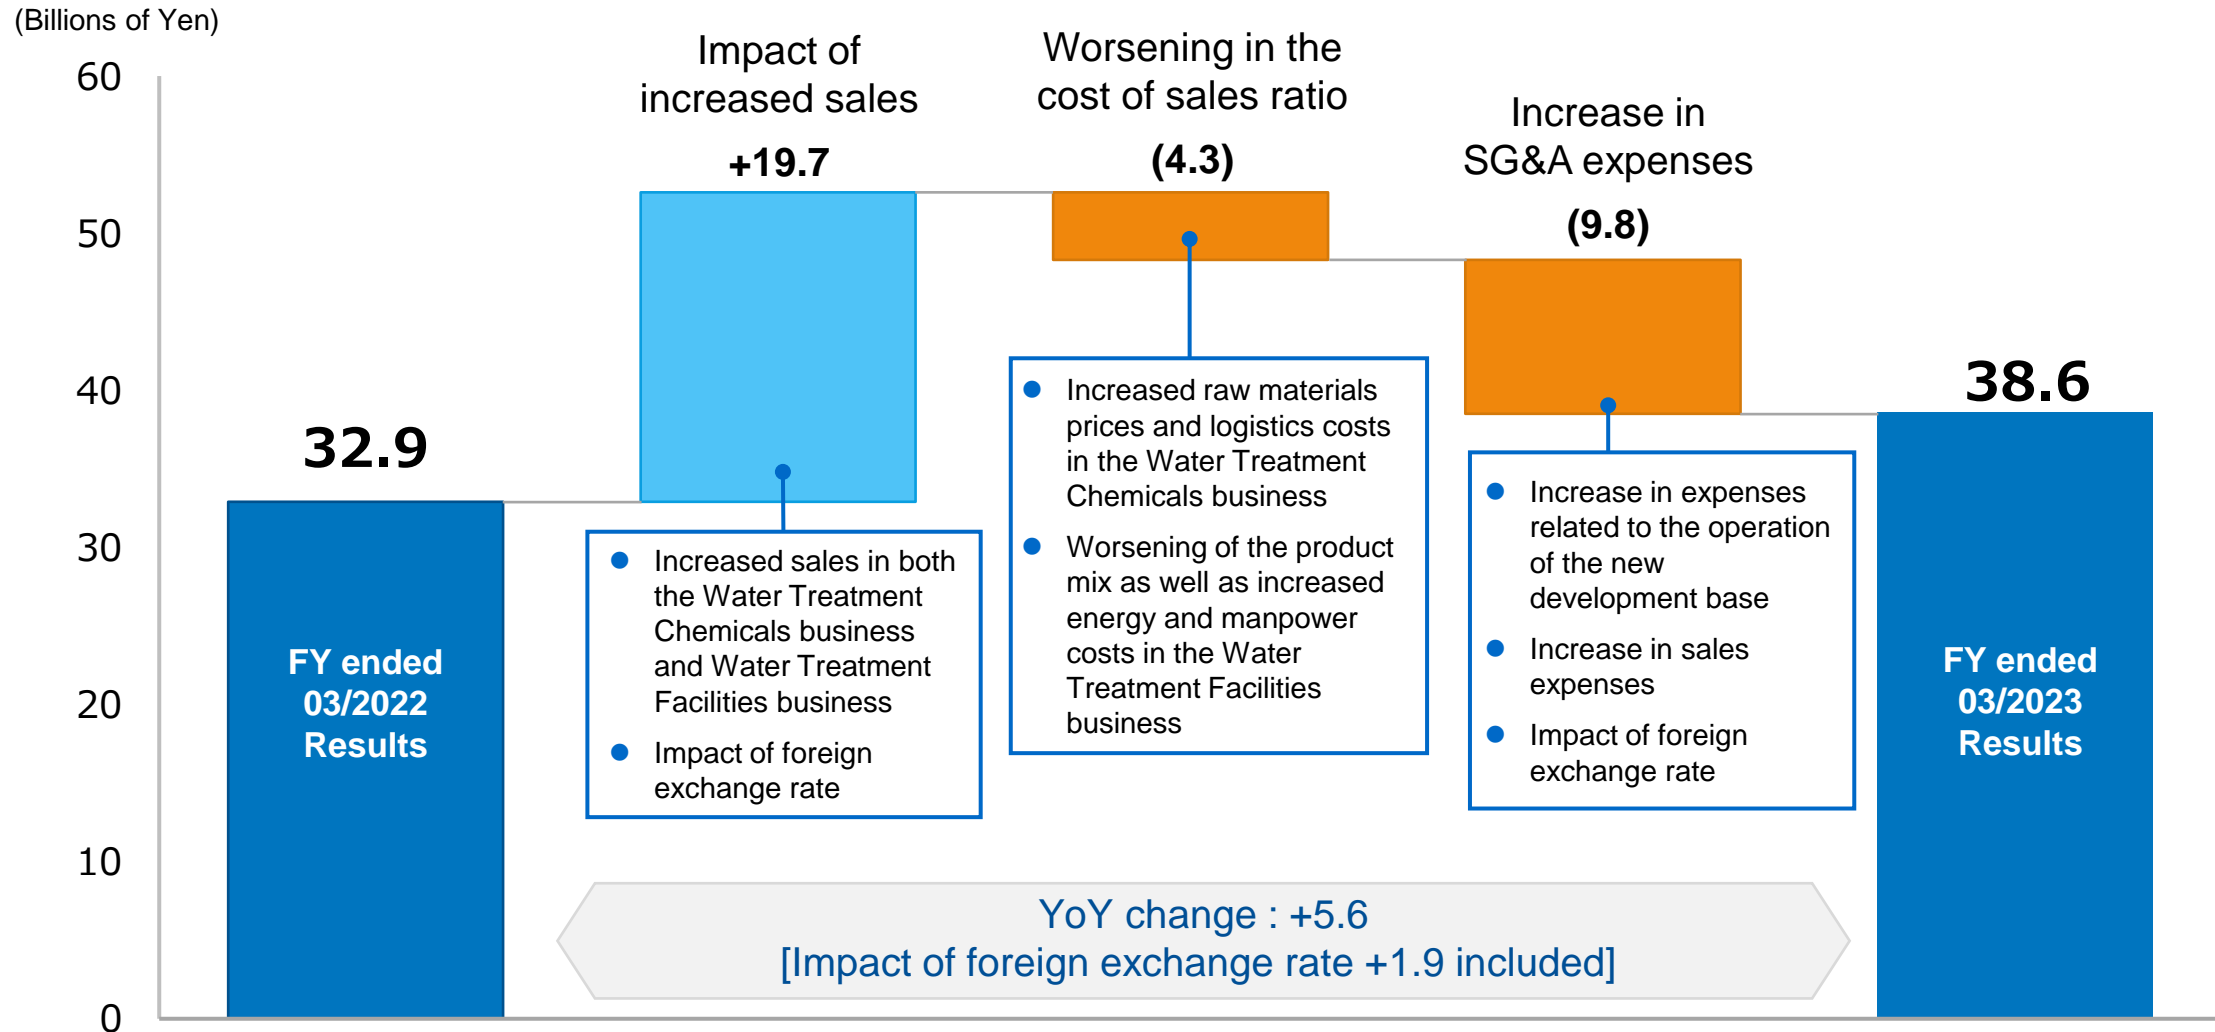 (Billions of Yen)
60
50
40
30
20
10
0
32.9
FY ended
03/2022
Results
Impact of
increased sales
+19.7
● Increased sales in both
the Water Treatment
Chemicals business
and Water Treatment
Facilities business
● Impact of foreign
exchange rate
Worsening in the
cost of sales ratio
(4.3)
● Increased raw materials
prices and logistics costs
in the Water Treatment
Chemicals business
● Worsening of the product
mix as well as increased
energy and manpower
costs in the Water
Treatment Facilities
business
Increase in
SG&A expenses
(9.8)
● Increase in expenses
related to the operation
of the new
development base
● Increase in sales
expenses
● Impact of foreign
exchange rate
38.6
FY ended
03/2023
Results
YoY change : +5.6
[Impact of foreign exchange rate +1.9 included]